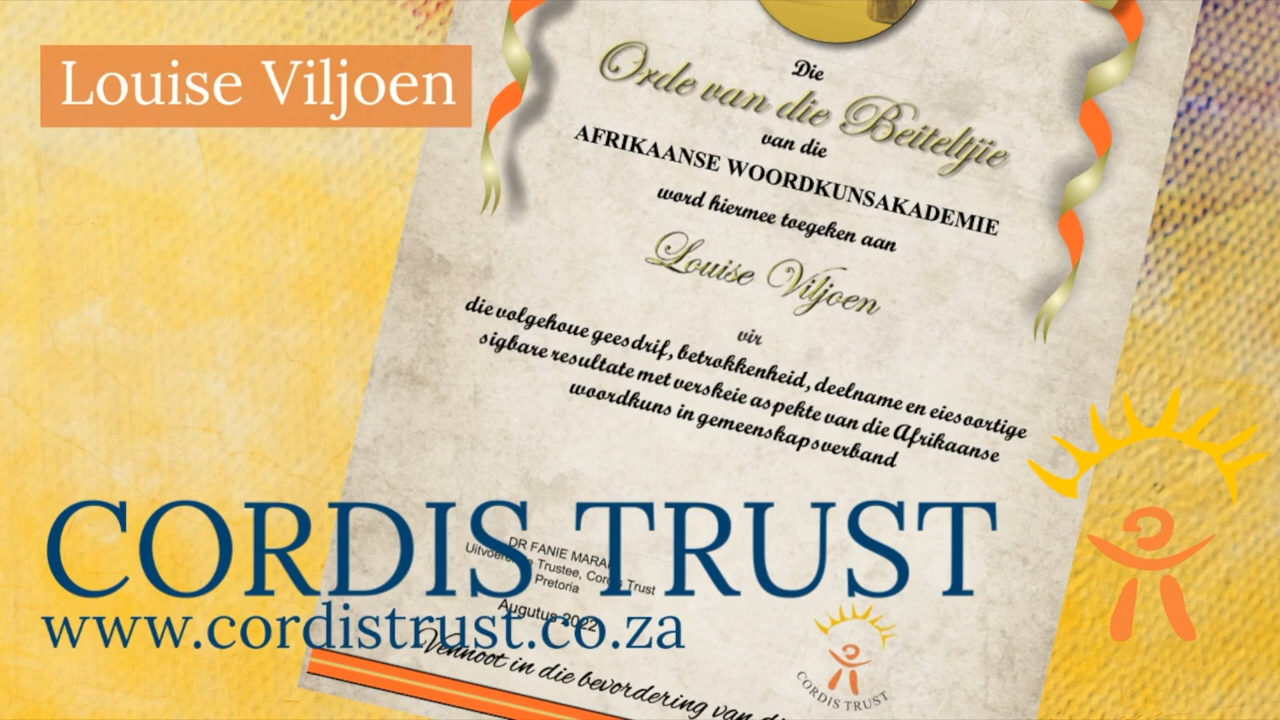 Louise Viljoen
Die
Orde van die Beiteltjie
van die
AFRIKAANSE WOORDKUNSAKADEMIE
word hiermee toegeken aan
Louise Viljoen
vir
die volgehoue geesdrif, betrokkenheid, deelname en eiesoortige
sigbare resultate met verskeie aspekte van die Afrikaanse
woordkuns in gemeenskapsverband
CORDIS TRUST
DR FANIE
Trustee, Cordis Trust
Pretoria
Augutus 2022
www.cordistrust.co.za
Vennoot in die bevordering van
CORDIS TRUST